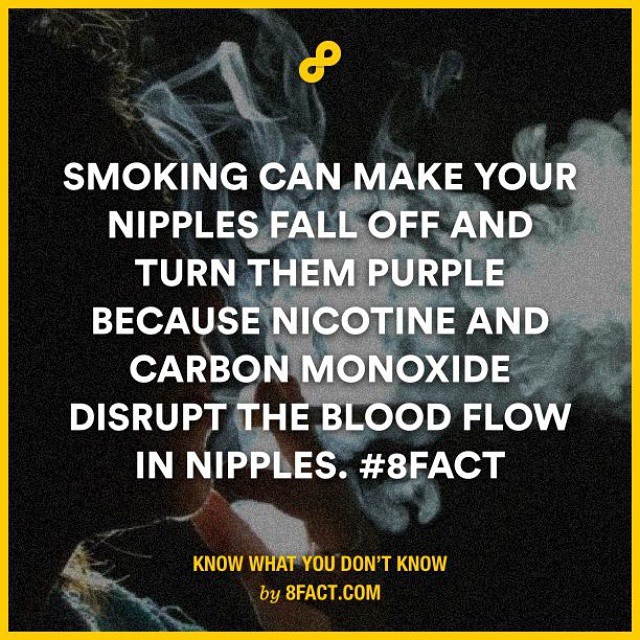 SMOKING CAN MAKE YOUR
NIPPLES FALL OFF AND
TURN THEM PURPLE
BECAUSE NICOTINE AND
CARBON MONOXIDE
DISRUPT THE BLOOD FLOW
IN NIPPLES. #8FACT
KNOW WHAT YOU DON'T KNOW
by 8FACT.COM